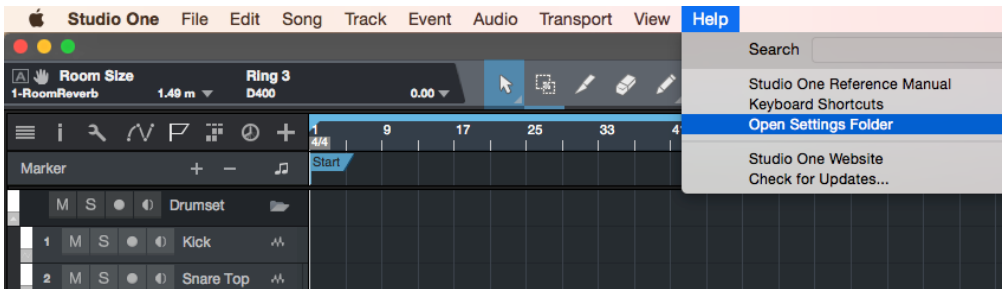 Studio One File Edit Song Track Event Audio Transport View Help
Search
A Room Size Ring 3
1-RoomReverb 1.49 m D400 0.00
Studio One Reference Manual
Keyboard Shortcuts
Open Settings Folder
Studio One Website
Check for Updates...
i + 1 9 17 25 33 4
4/4
Marker + − Start
M S Drumset
1 M S Kick
2 M S Snare Top